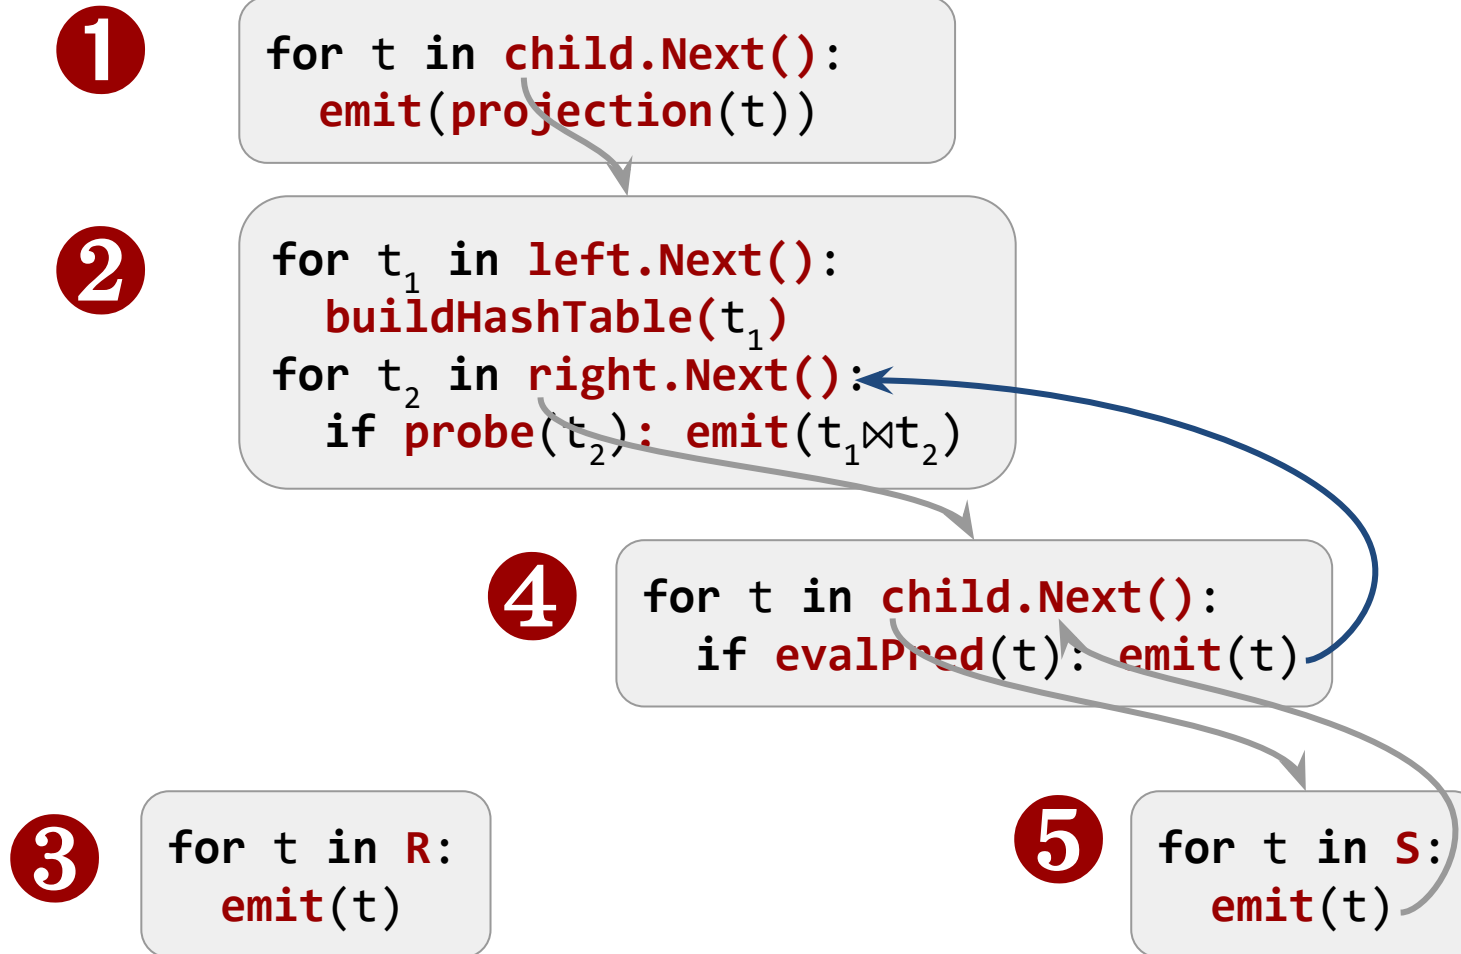 1
for t in child.Next():
emit(projection(t))
2
for t₁ in left.Next():
buildHashTable(t₁)
for t₂ in right.Next():
if probe(t₂): emit(t₁⋈t₂)
4
for t in child.Next():
if evalPred(t): emit(t)
3
for t in R:
emit(t)
5
for t in S:
emit(t)